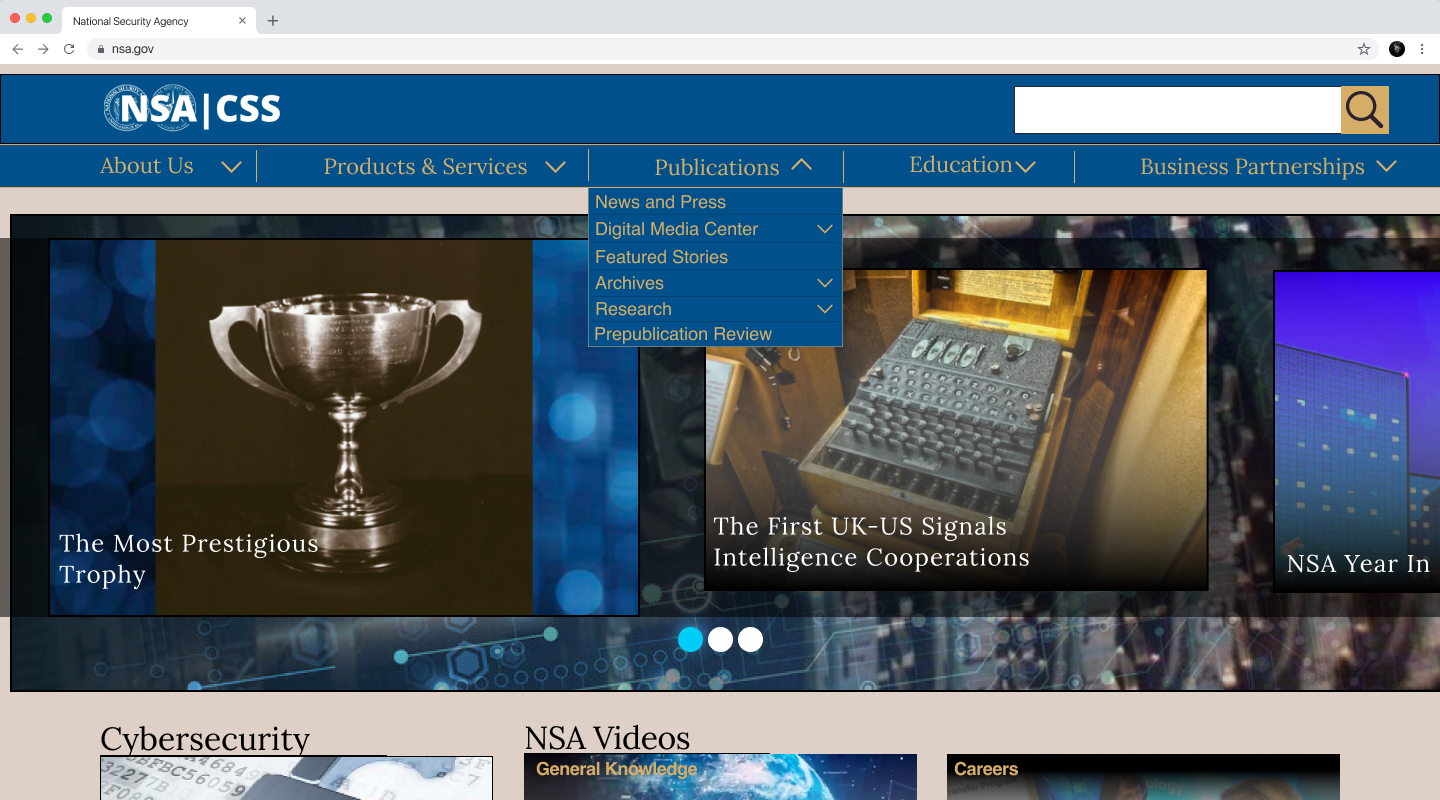 National Security Agency
nsa.gov
NSA|CSS
About Us
Products & Services
Publications
Education
Business Partnerships
News and Press
Digital Media Center
Featured Stories
Archives
Research
Prepublication Review
The Most Prestigious
Trophy
The First UK-US Signals
Intelligence Cooperations
NSA Year In
Cybersecurity
NSA Videos
General Knowledge
Careers